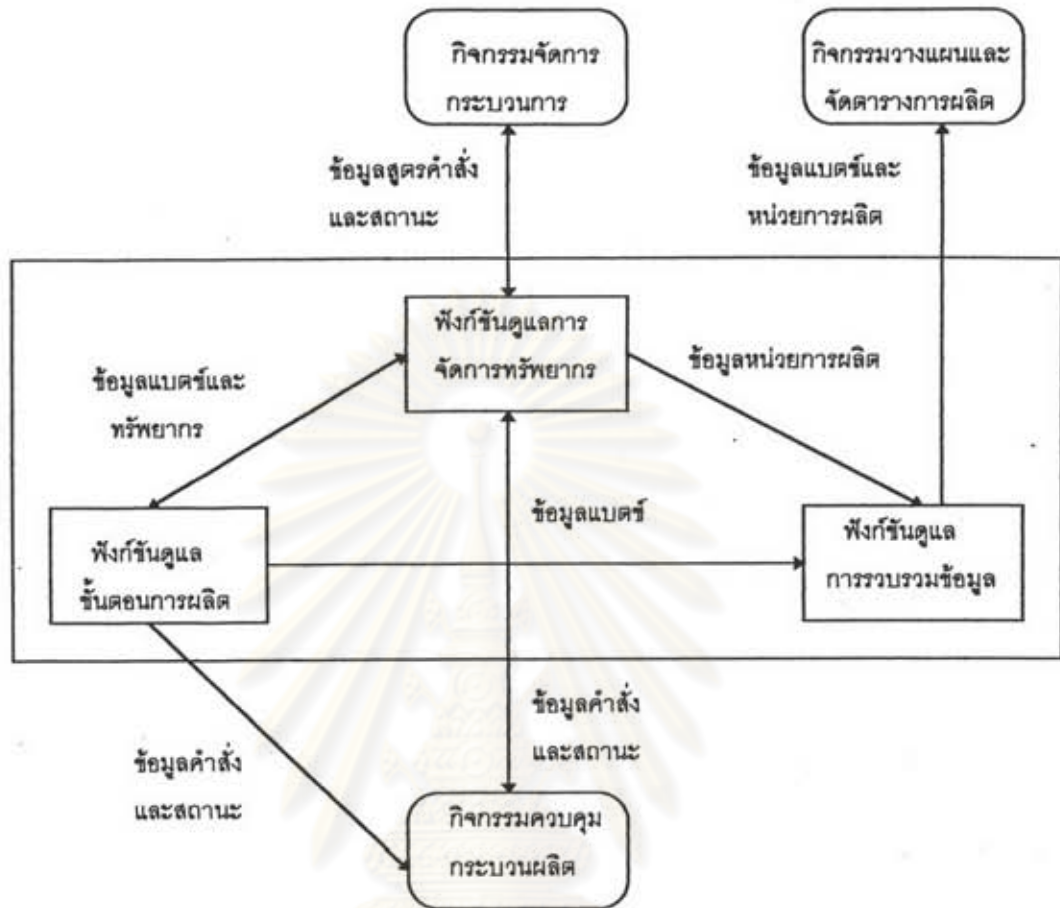 กิจกรรมจัดการ
กระบวนการ
กิจกรรมวางแผนและ
จัดตารางการผลิต
ข้อมูลสูตรคำสั่ง
และสถานะ
ข้อมูลแบตช์และ
หน่วยการผลิต
ฟังก์ชันดูแลการ
จัดการทรัพยากร
ข้อมูลแบตช์และ
ทรัพยากร
ข้อมูลหน่วยการผลิต
ฟังก์ชันดูแล
ขั้นตอนการผลิต
ข้อมูลแบตช์
ฟังก์ชันดูแล
การรวบรวมข้อมูล
ข้อมูลคำสั่ง
และสถานะ
ข้อมูลคำสั่ง
และสถานะ
กิจกรรมควบคุม
กระบวนผลิต